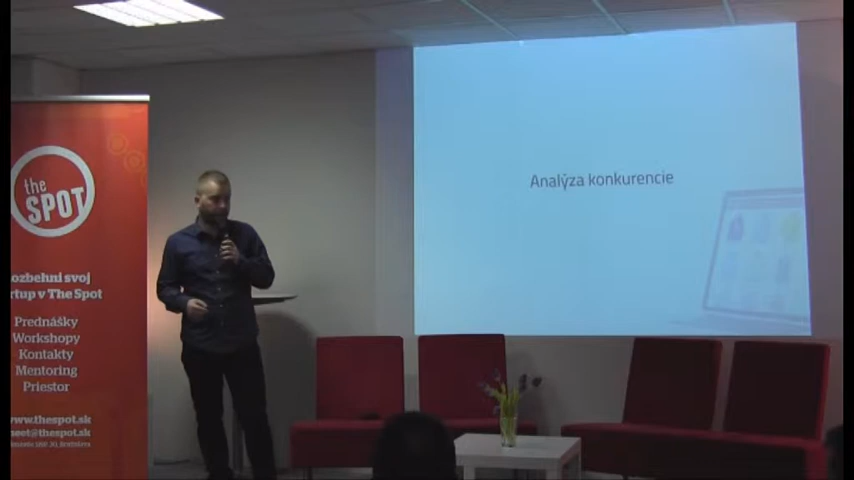 the
SPOT
ozbehni svoj
rtup v The Spot
Prednášky
Workshopy
Kontakty
Mentoring
Priestor
www.thespot.sk
meet@thespot.sk
Analýza konkurencie